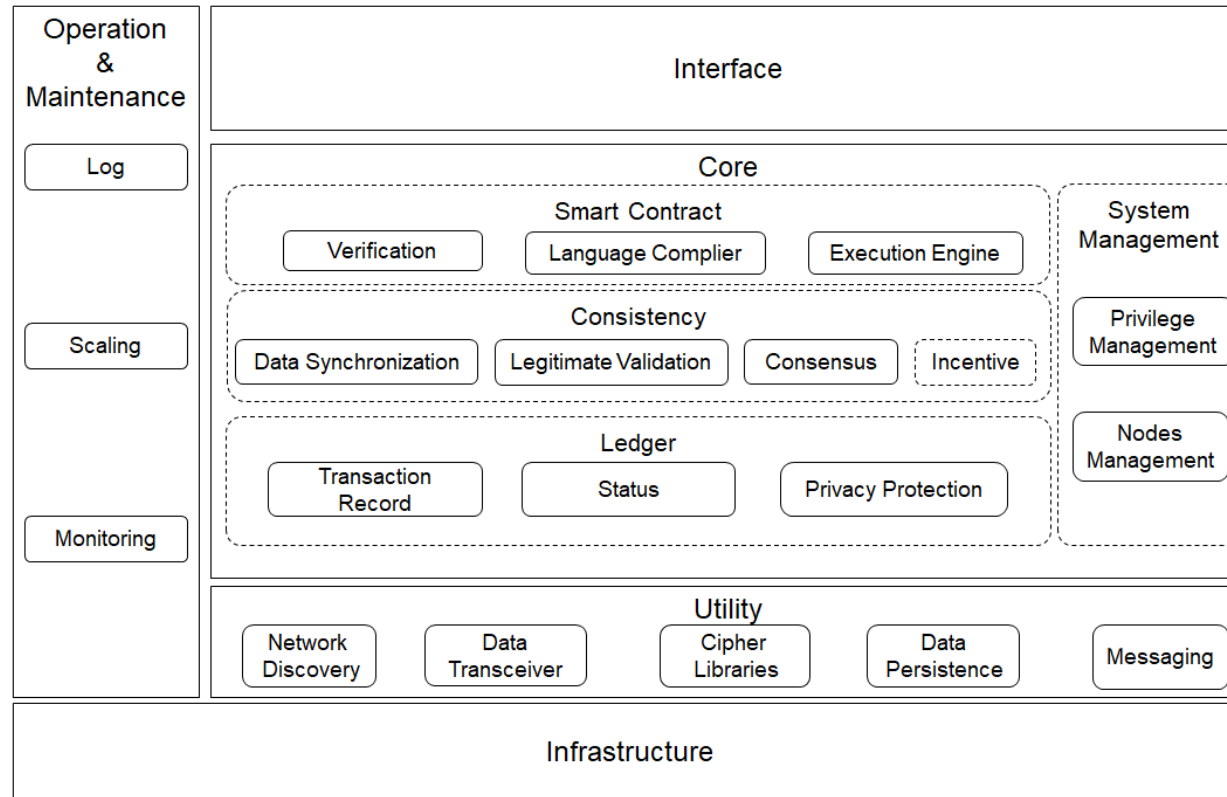 Operation
&
Maintenance
Log
Scaling
Monitoring
Interface
Core
Smart Contract
Verification
Language Complier
Execution Engine
Consistency
Data Synchronization
Legitimate Validation
Consensus
Incentive
Ledger
Transaction
Record
Status
Privacy Protection
System
Management
Privilege
Management
Nodes
Management
Utility
Network
Discovery
Data
Transceiver
Cipher
Libraries
Data
Persistence
Messaging
Infrastructure